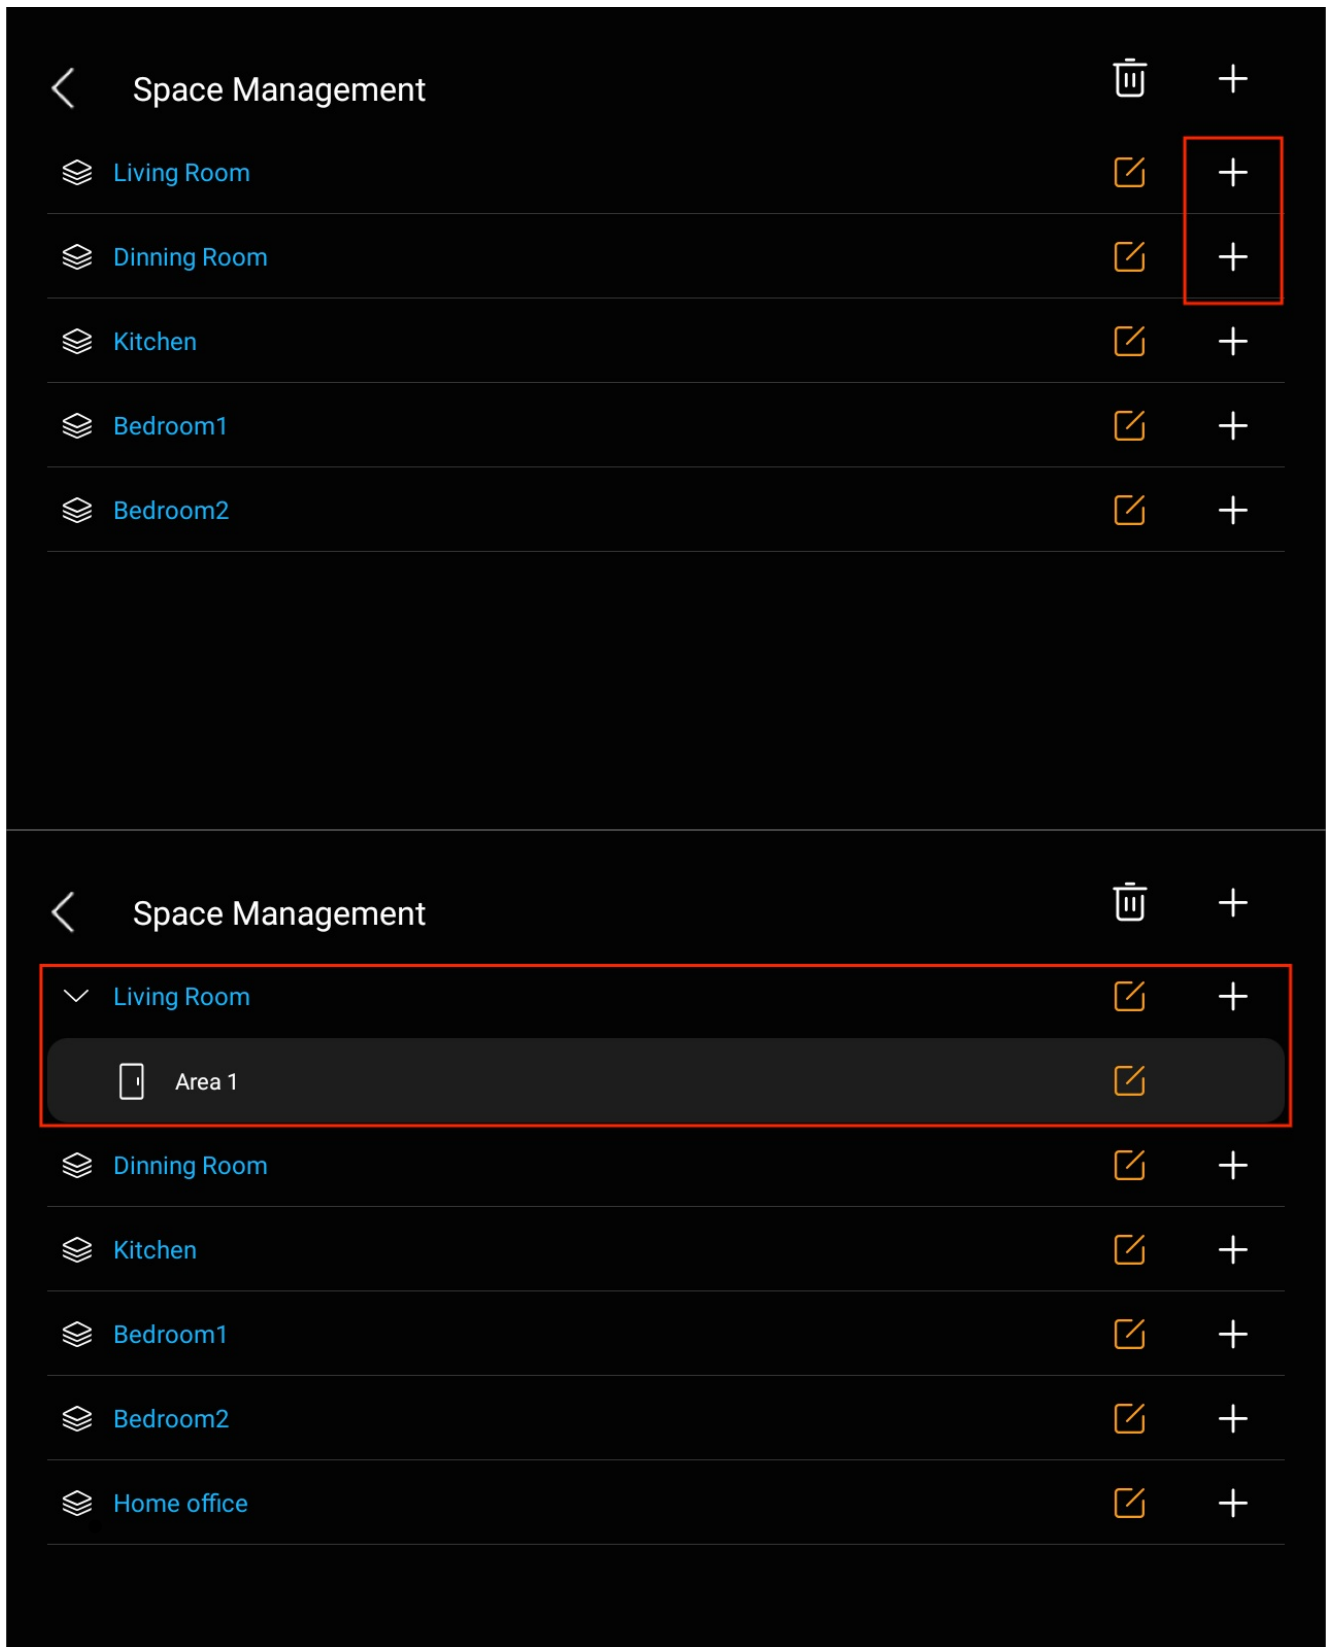 Space Management
Living Room
Dinning Room
Kitchen
Bedroom1
Bedroom2
Space Management
Living Room
Area 1
Dinning Room
Kitchen
Bedroom1
Bedroom2
Home office